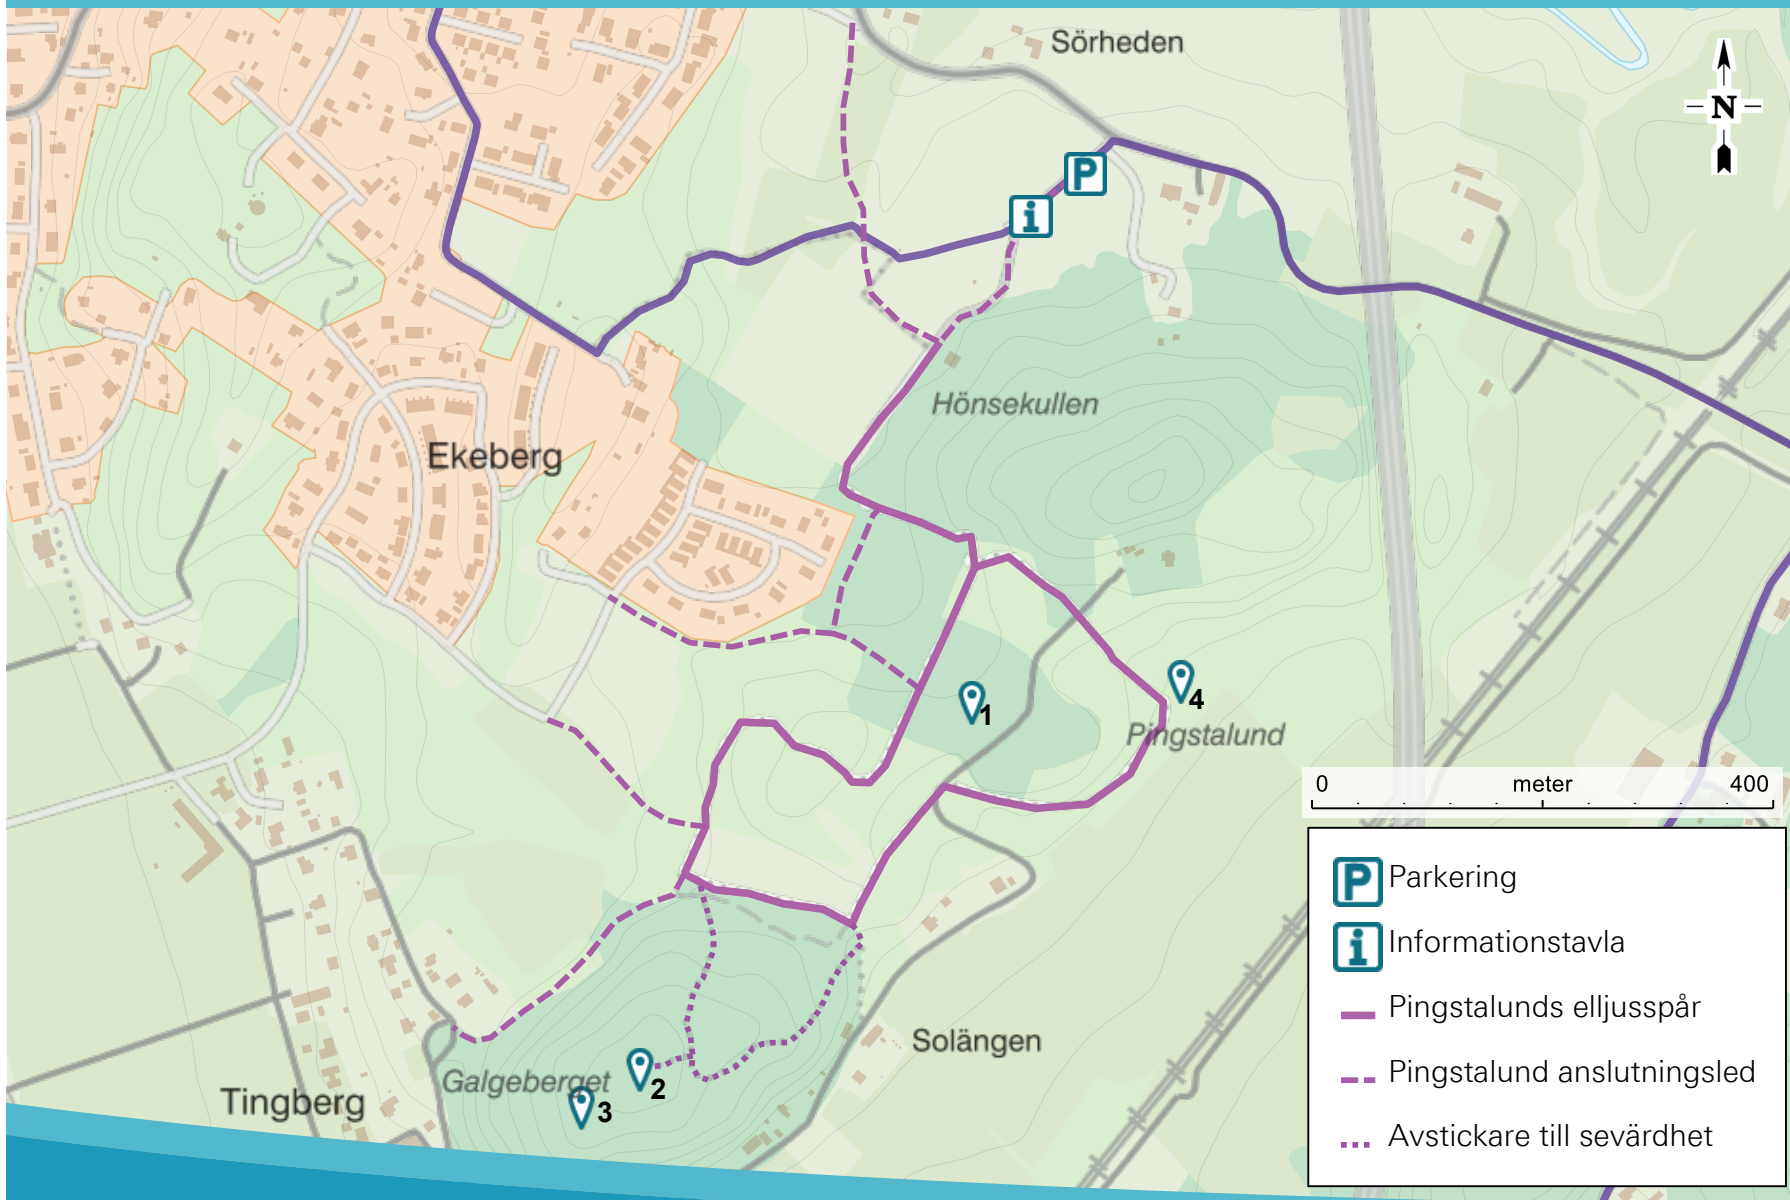 Sörheden
N
P
i
Hönsekullen
Ekeberg
4
1
Pingstalund
0 meter 400
P Parkering
i Informationstavla
Pingstalunds elljusspår
Pingstalund anslutningsled
Avstickare till sevärdhet
Solängen
Galgeberget
2
3
Tingberg